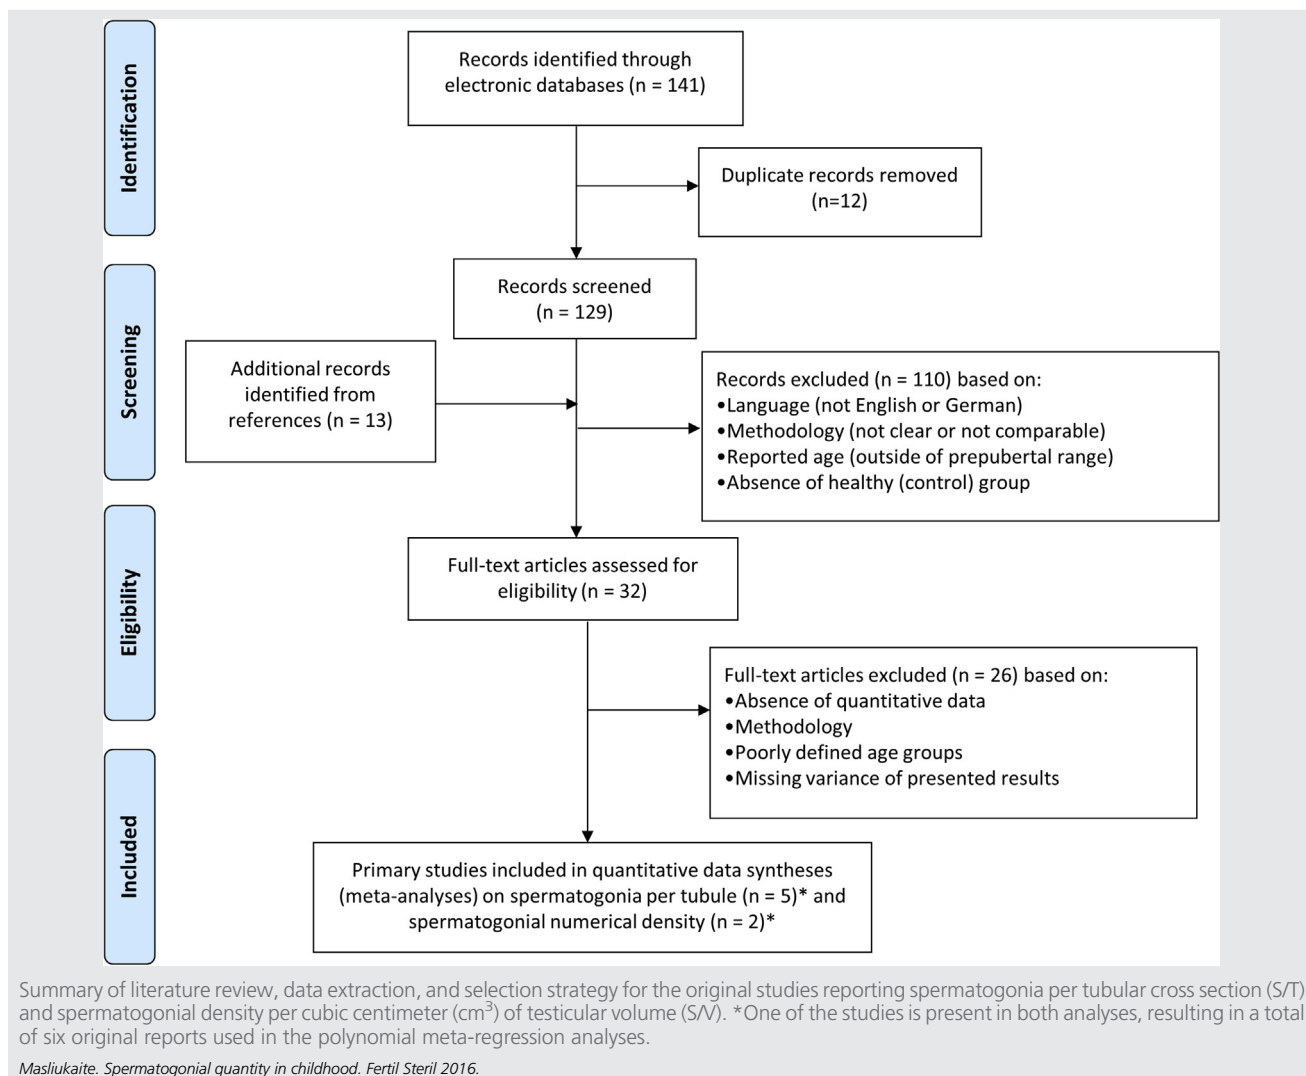 Identification
Records identified through
electronic databases (n = 141)
Duplicate records removed
(n=12)
Screening
Records screened
(n = 129)
Additional records
identified from
references (n = 13)
Records excluded (n = 110) based on:
•Language (not English or German)
•Methodology (not clear or not comparable)
•Reported age (outside of prepubertal range)
•Absence of healthy (control) group
Eligibility
Full-text articles assessed for
eligibility (n = 32)
Full-text articles excluded (n = 26) based on:
•Absence of quantitative data
•Methodology
•Poorly defined age groups
•Missing variance of presented results
Included
Primary studies included in quantitative data syntheses
(meta-analyses) on spermatogonia per tubule (n = 5)* and
spermatogonial numerical density (n = 2)*
Summary of literature review, data extraction, and selection strategy for the original studies reporting spermatogonia per tubular cross section (S/T)
and spermatogonial density per cubic centimeter (cm³) of testicular volume (S/V). *One of the studies is present in both analyses, resulting in a total
of six original reports used in the polynomial meta-regression analyses.
Masliukaite. Spermatogonial quantity in childhood. Fertil Steril 2016.